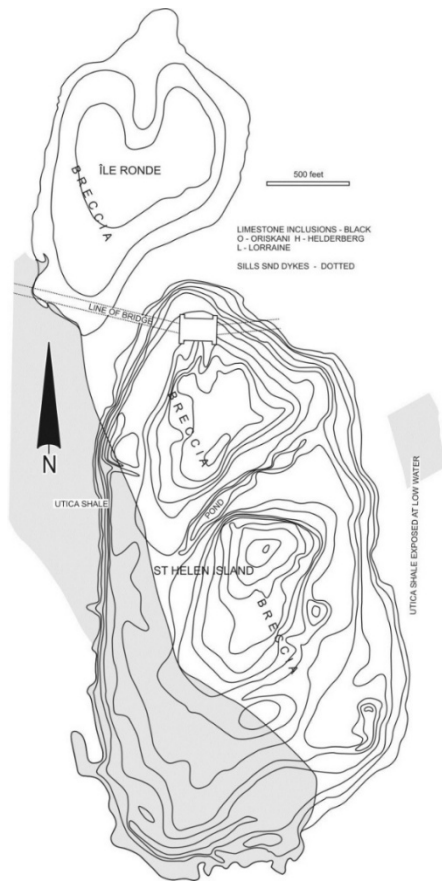 ÎLE RONDE
BRECCIA
500 feet
LIMESTONE INCLUSIONS - BLACK
O - ORISKANI H - HELDERBERG
L - LORRAINE
SILLS SND DYKES - DOTTED
LINE OF BRIDGE
BRECCIA
N
UTICA SHALE
POND
ST HELEN ISLAND
BRECCIA
UTICA SHALE EXPOSED AT LOW WATER